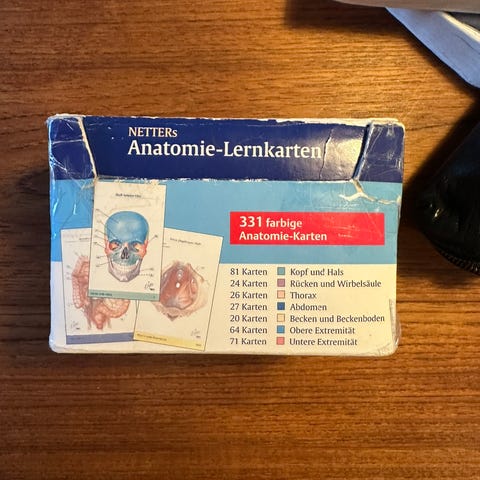 NETTERs
Anatomie-Lernkarten
331 farbige
Anatomie-Karten
81 Karten Kopf und Hals
24 Karten Rücken und Wirbelsäule
26 Karten Thorax
27 Karten Abdomen
20 Karten Becken und Beckenboden
64 Karten Obere Extremität
71 Karten Untere Extremität